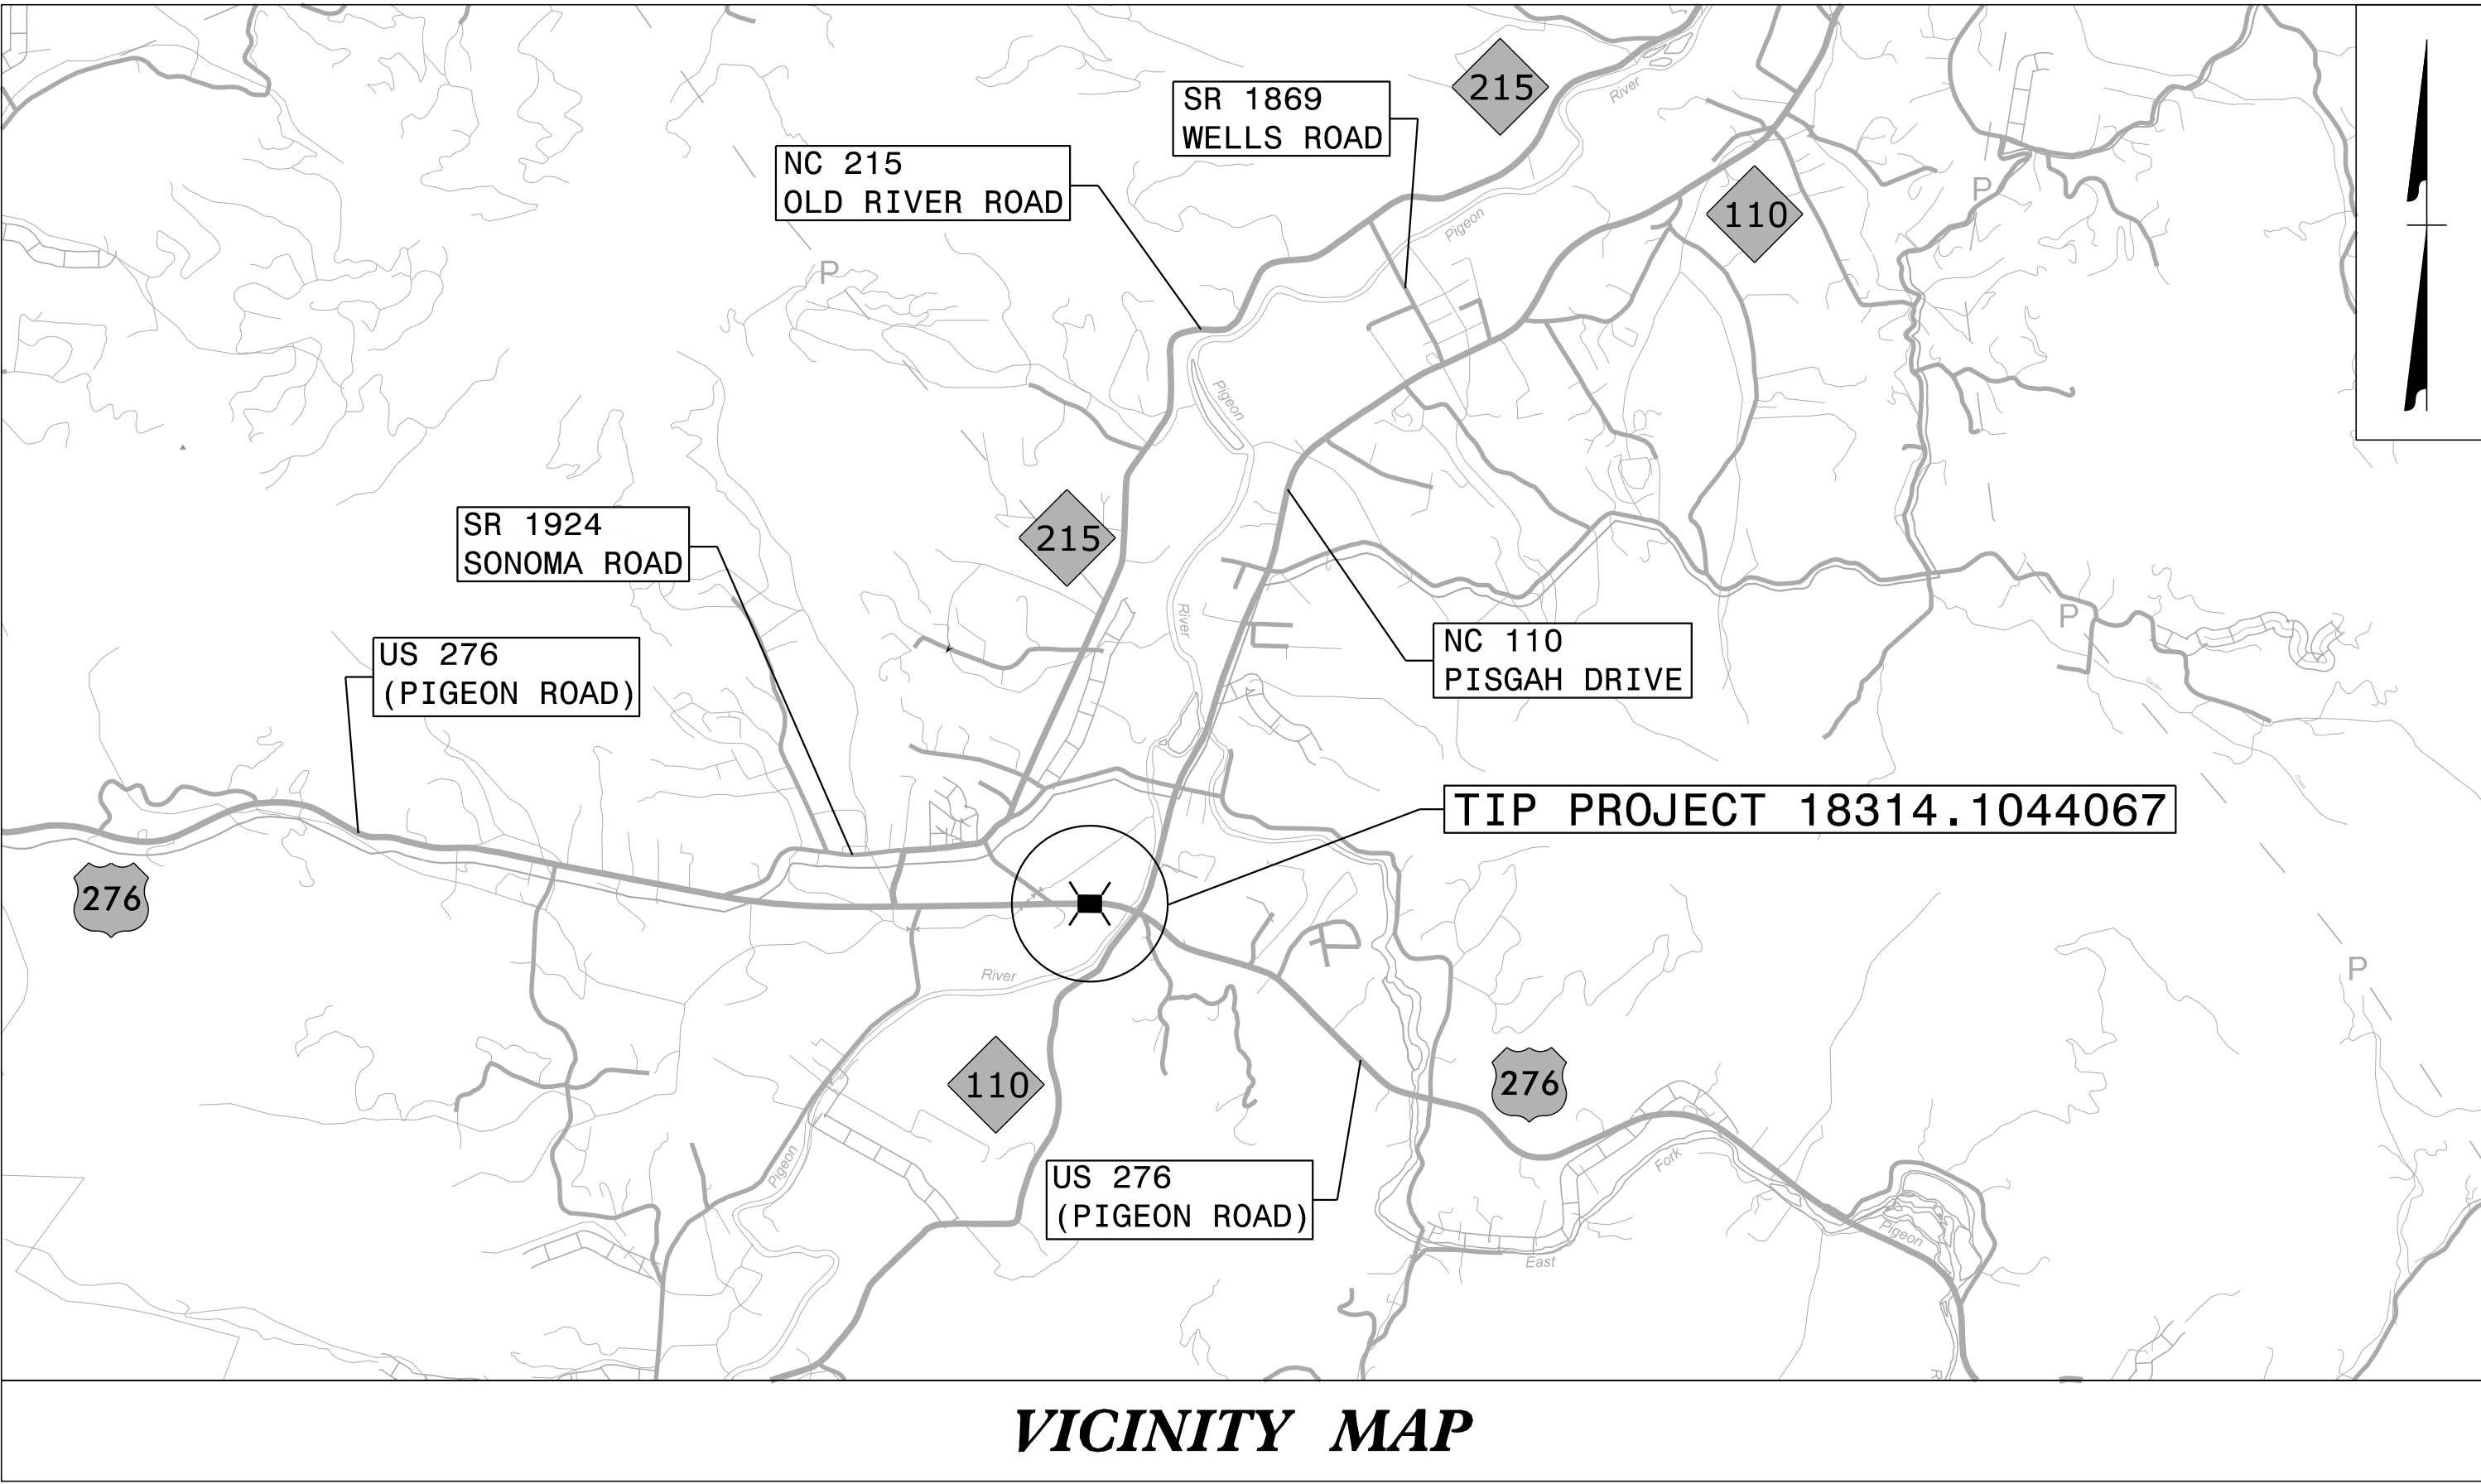 215
SR 1869
WELLS ROAD
River
NC 215
OLD RIVER ROAD
110
P
Pigeon
P
Pigeon
SR 1924
SONOMA ROAD
215
River
P
NC 110
PISGAH DRIVE
US 276
(PIGEON ROAD)
Garden
Creek
TIP PROJECT 18314.1044067
276
River
P
110
276
Pigeon
Fork
US 276
(PIGEON ROAD)
Pigeon
East
VICINITY MAP